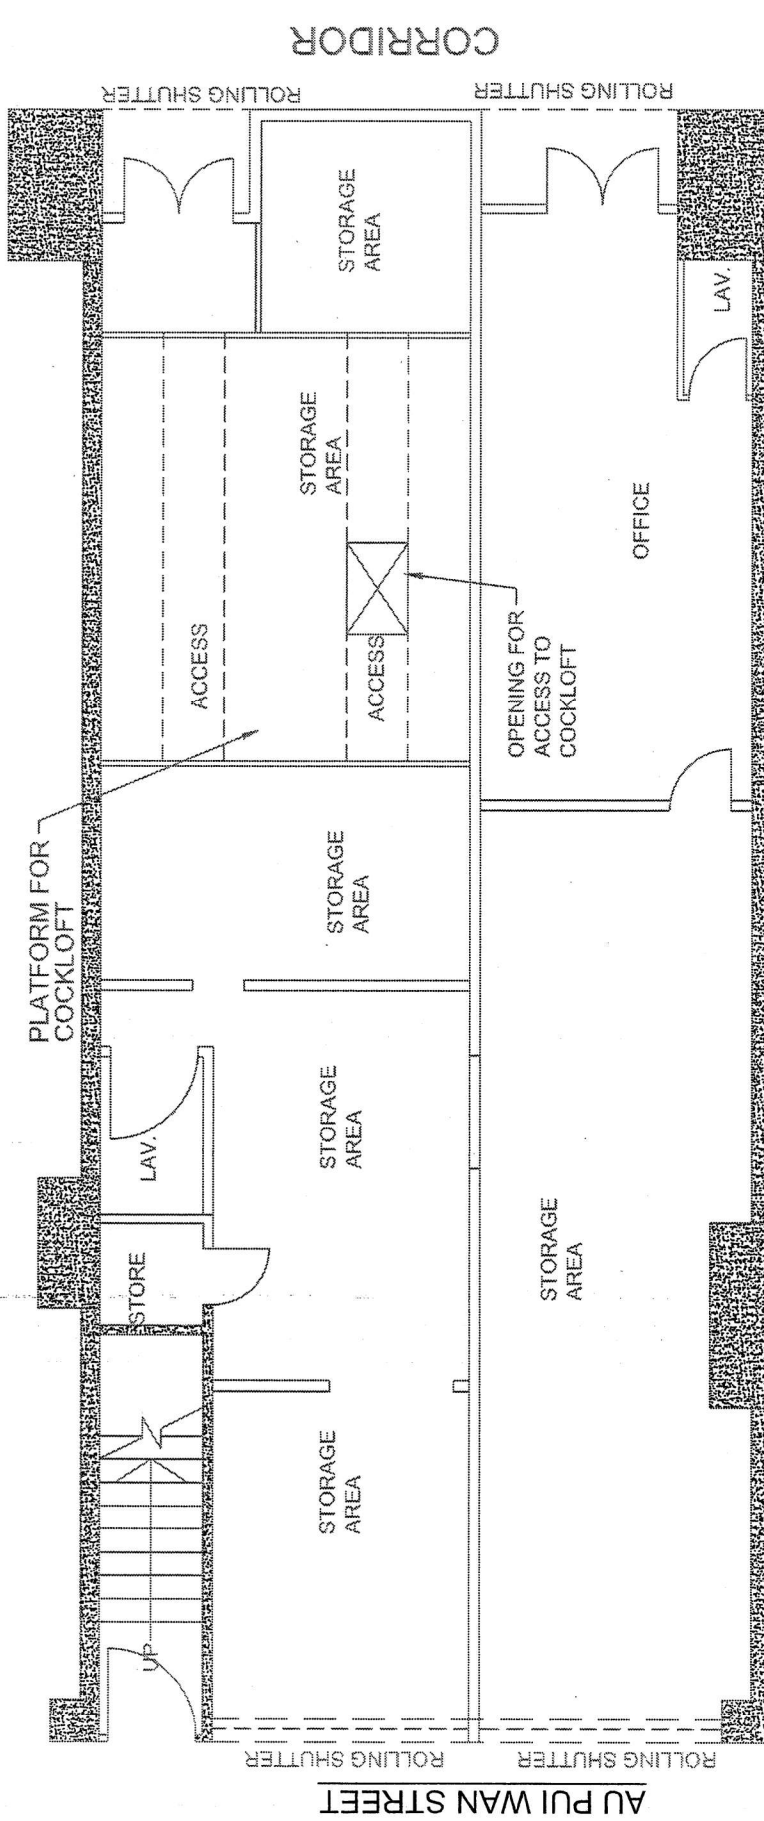 CORRIDOR
ROLLING SHUTTER
ROLLING SHUTTER
STORAGE
AREA
LAV.
STORAGE
AREA
OFFICE
ACCESS
ACCESS
OPENING FOR
ACCESS TO
COCKLOFT
PLATFORM FOR
COCKLOFT
STORAGE
AREA
LAV.
STORAGE
AREA
STORE
STORAGE
AREA
STORAGE
AREA
UP
ROLLING SHUTTER
ROLLING SHUTTER
AU PUI WAN STREET